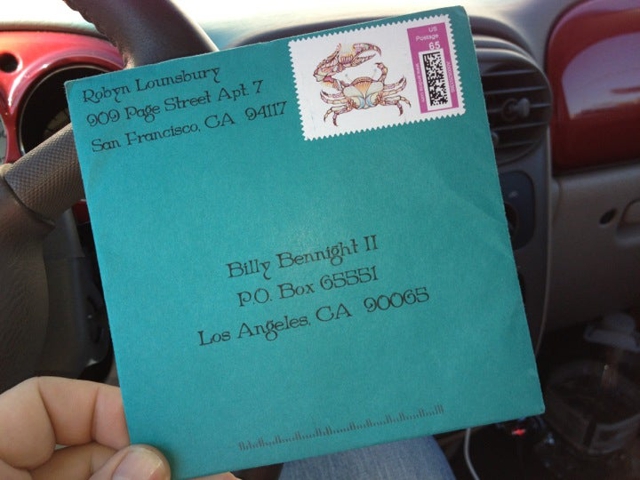 Robyn Lounsbury
909 Page Street Apt. 7
San Francisco, CA 94117
US
Postage
65
Billy Bennight II
P.O. Box 65551
Los Angeles, CA 90065